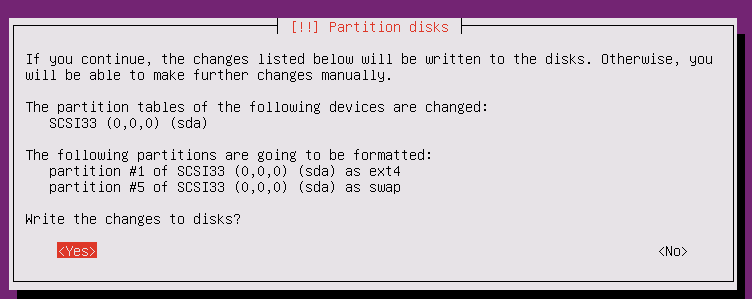 [!!] Partition disks
If you continue, the changes listed below will be written to the disks. Otherwise, you
will be able to make further changes manually.
The partition tables of the following devices are changed:
SCSI33 (0,0,0) (sda)
The following partitions are going to be formatted:
partition #1 of SCSI33 (0,0,0) (sda) as ext4
partition #5 of SCSI33 (0,0,0) (sda) as swap
Write the changes to disks?
<Yes> <No>